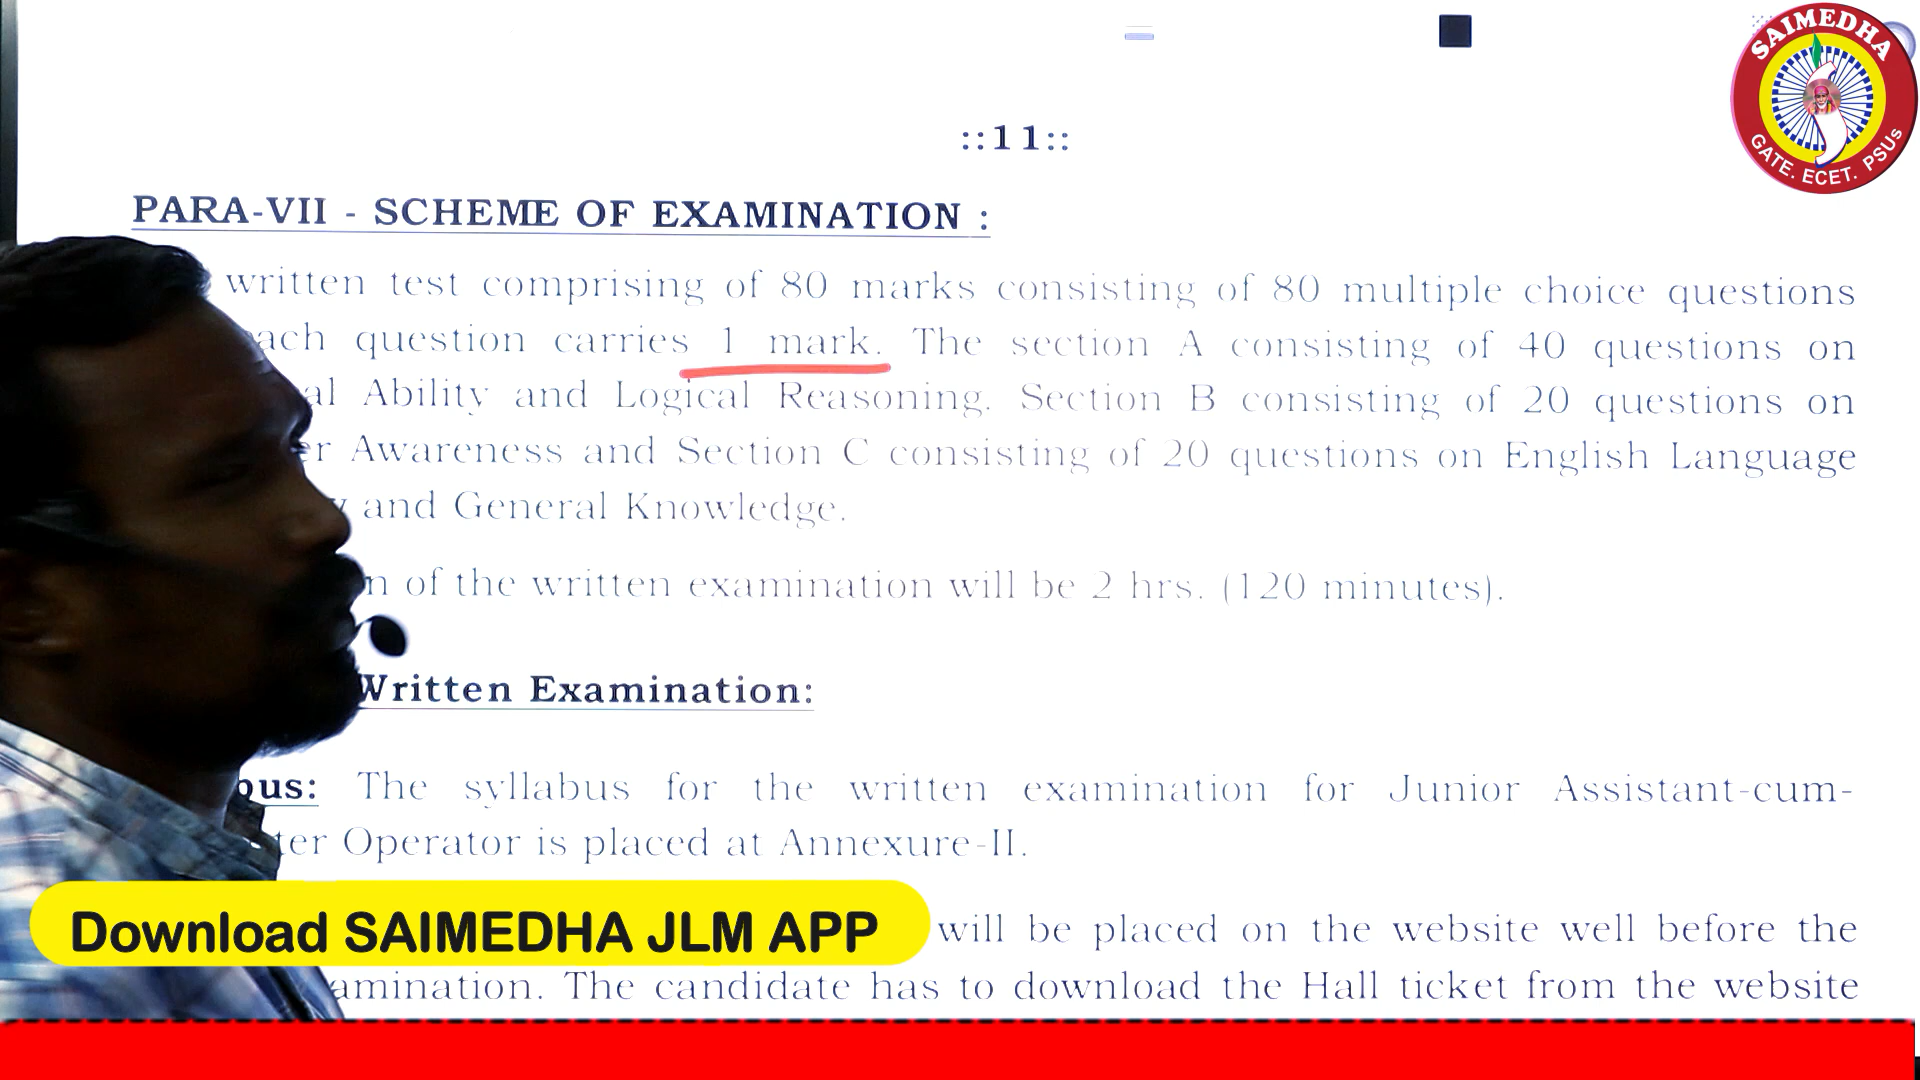 SAIMEDHA
GATE. ECET. PSUs
::11::
PARA-VII - SCHEME OF EXAMINATION :
written test comprising of 80 marks consisting of 80 multiple choice questions
ach question carries 1 mark. The section A consisting of 40 questions on
al Ability and Logical Reasoning. Section B consisting of 20 questions on
er Awareness and Section C consisting of 20 questions on English Language
and General Knowledge.
n of the written examination will be 2 hrs. (120 minutes).
Written Examination:
bus: The syllabus for the written examination for Junior Assistant-cum-
ter Operator is placed at Annexure-II.
Download SAIMEDHA JLM APP
will be placed on the website well before the
amination. The candidate has to download the Hall ticket from the website